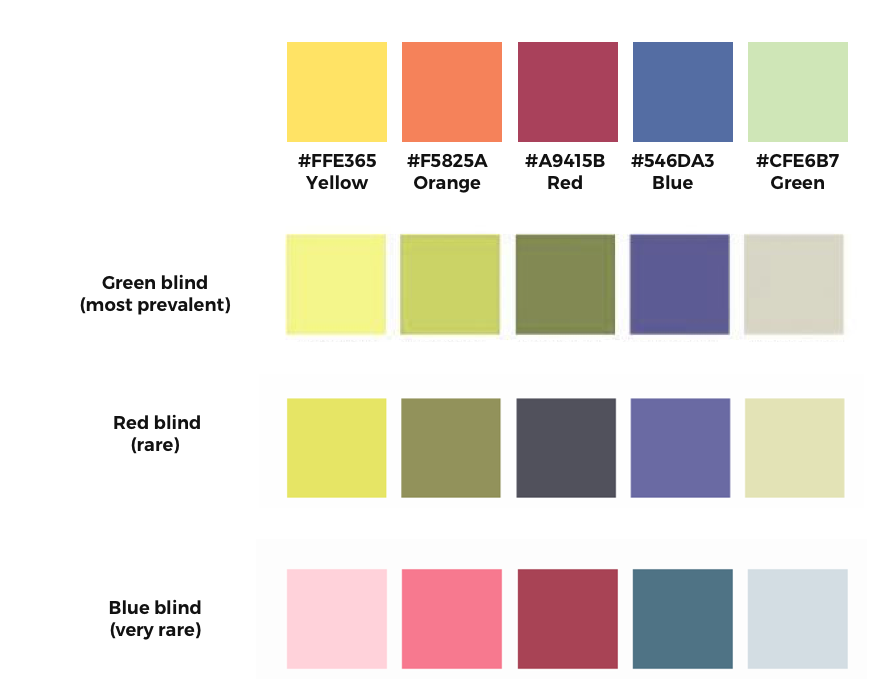 #FFE365
Yellow
#F5825A
Orange
#A9415B
Red
#546DA3
Blue
#CFE6B7
Green
Green blind
(most prevalent)
Red blind
(rare)
Blue blind
(very rare)